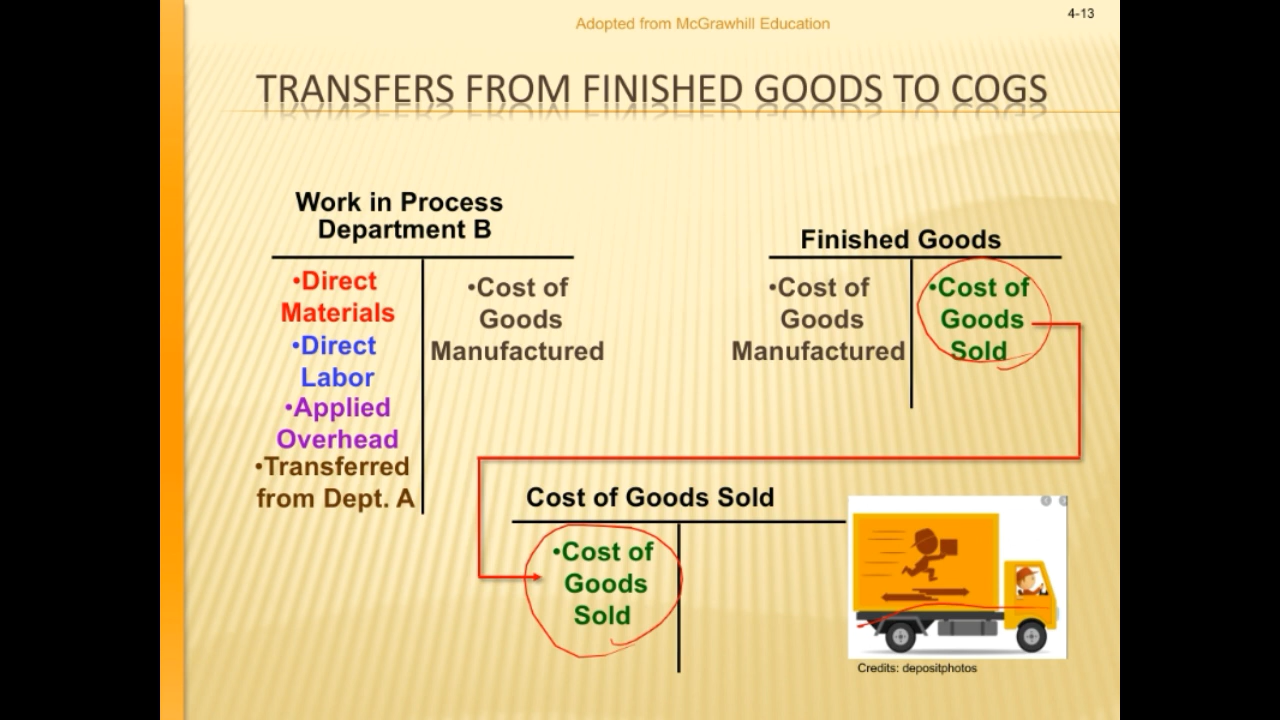 Adopted from McGrawhill Education
4-13
TRANSFERS FROM FINISHED GOODS TO COGS
Work in Process
Department B
•Direct
Materials
•Direct
Labor
•Applied
Overhead
•Transferred
from Dept. A
•Cost of
Goods
Manufactured
Finished Goods
•Cost of
Goods
Manufactured
•Cost of
Goods
Sold
Cost of Goods Sold
•Cost of
Goods
Sold
Credits: depositphotos